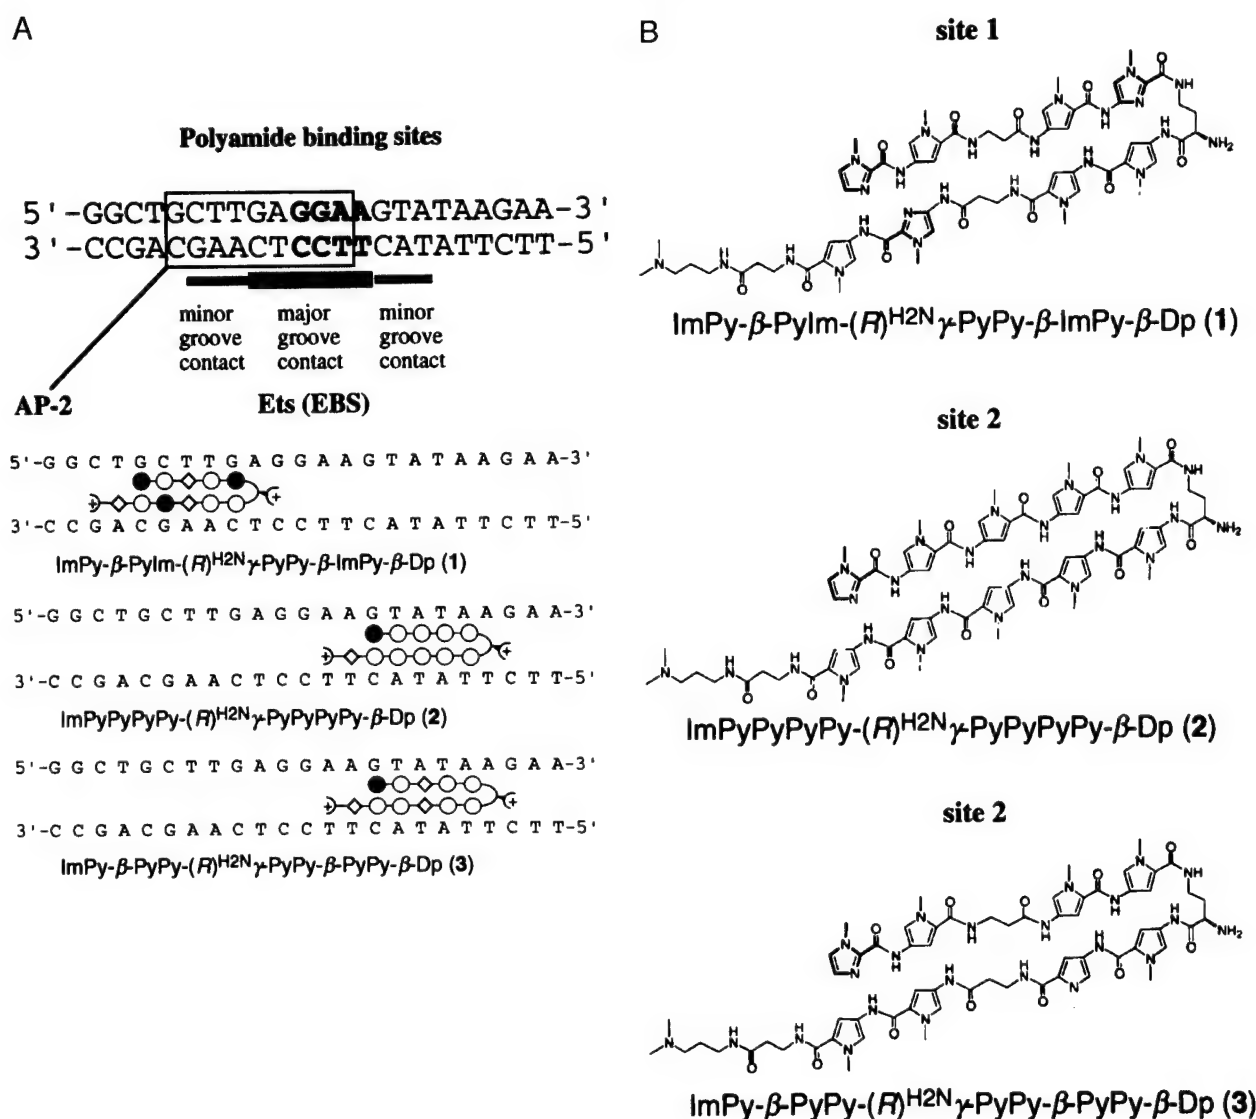 A
Polyamide binding sites
5'-GGCTGCTTGAGGAAGTATAAGAA-3'
3'-CCGACGAACTCCTTCATATTCTT-5'
minor groove contact
major groove contact
minor groove contact
AP-2
Ets (EBS)
5'-GGCTGCTTGAGGAAGTATAAGAA-3'
3'-CCGACGAACTCCTTCATATTCTT-5'
ImPy-β-PyIm-(R)H2Nγ-PyPy-β-ImPy-β-Dp (1)
5'-GGCTGCTTGAGGAAGTATAAGAA-3'
3'-CCGACGAACTCCTTCATATTCTT-5'
ImPyPyPyPy-(R)H2Nγ-PyPyPyPy-β-Dp (2)
5'-GGCTGCTTGAGGAAGTATAAGAA-3'
3'-CCGACGAACTCCTTCATATTCTT-5'
ImPy-β-PyPy-(R)H2Nγ-PyPy-β-PyPy-β-Dp (3)
B
site 1
ImPy-β-PyIm-(R)H2Nγ-PyPy-β-ImPy-β-Dp (1)
site 2
ImPyPyPyPy-(R)H2Nγ-PyPyPyPy-β-Dp (2)
site 2
ImPy-β-PyPy-(R)H2Nγ-PyPy-β-PyPy-β-Dp (3)